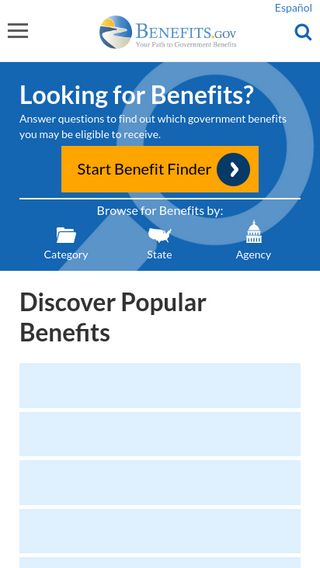 Español
BENEFITS.GOV
Your Path to Government Benefits
Looking for Benefits?
Answer questions to find out which government benefits
you may be eligible to receive.
Start Benefit Finder
Browse for Benefits by:
Category
State
Agency
Discover Popular
Benefits